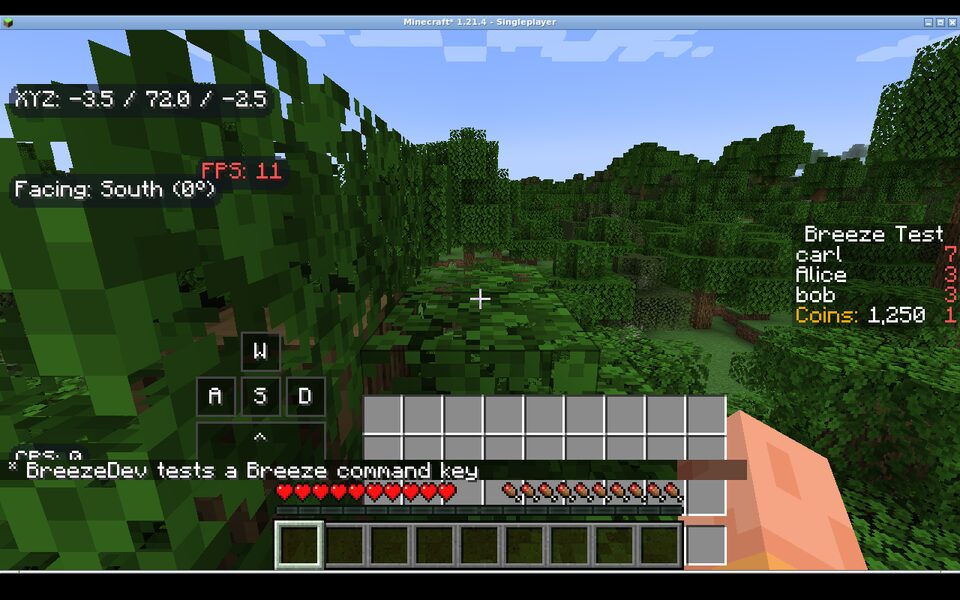 Minecraft* 1.21.4 - Singleplayer
XYZ: -3.5 / 72.0 / -2.5
FPS: 11
Facing: South (0°)
Breeze Test
carl 7
Alice 3
bob 3
Coins: 1,250 1
W
A S D
^
CPS: 0
* BreezeDev tests a Breeze command key